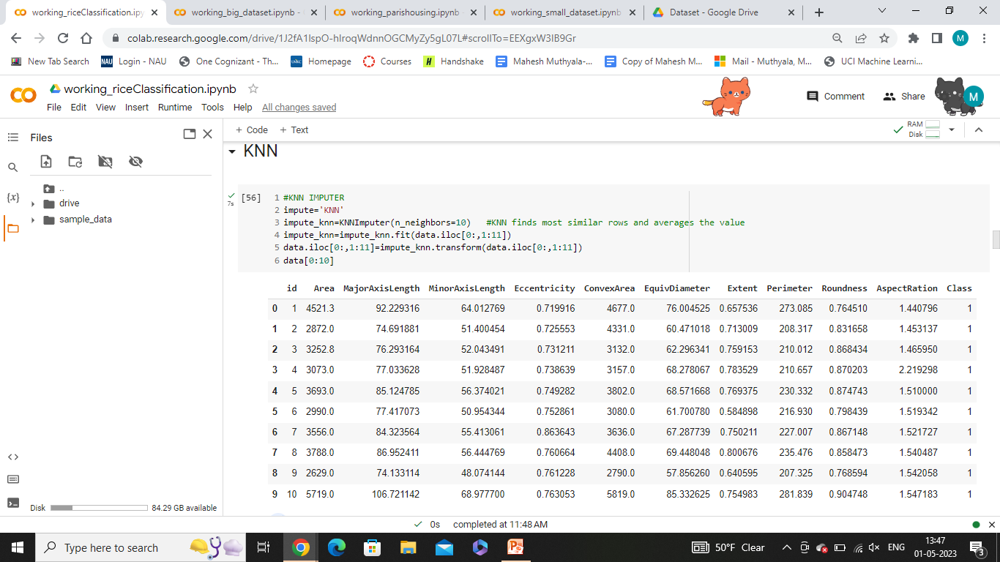 working_riceClassification.ipy
working_big_dataset.ipynb -
working_parishousing.ipynb
working_small_dataset.ipynb
Dataset - Google Drive
colab.research.google.com/drive/1J2fA1IspO-hIroqWdnnOGCMyZy5gL07L#scrollTo=EEXgxW3IB9Gr
M
New Tab Search
NAU
Login - NAU
One Cognizant - Th...
Homepage
Courses
H
Handshake
Mahesh Muthyala-...
Copy of Mahesh M...
Mail - Muthyala, M...
UCI Machine Learni...
working_riceClassification.ipynb
File Edit View Insert Runtime Tools Help All changes saved
Comment
Share
M
Files
+ Code + Text
RAM
Disk
{x}
..
drive
sample_data
KNN
[56]
7s
1 #KNN IMPUTER
2 impute='KNN'
3 impute_knn=KNNImputer(n_neighbors=10) #KNN finds most similar rows and averages the value
4 impute_knn=impute_knn.fit(data.iloc[0:,1:11])
5 data.iloc[0:,1:11]=impute_knn.transform(data.iloc[0:,1:11])
6 data[0:10]
id Area MajorAxisLength MinorAxisLength Eccentricity ConvexArea EquivDiameter Extent Perimeter Roundness AspectRation Class
0 1 4521.3 92.229316 64.012769 0.719916 4677.0 76.004525 0.657536 273.085 0.764510 1.440796 1
1 2 2872.0 74.691881 51.400454 0.725553 4331.0 60.471018 0.713009 208.317 0.831658 1.453137 1
2 3 3252.8 76.293164 52.043491 0.731211 3132.0 62.296341 0.759153 210.012 0.868434 1.465950 1
3 4 3073.0 77.033628 51.928487 0.738639 3157.0 68.278067 0.783529 210.657 0.870203 2.219298 1
4 5 3693.0 85.124785 56.374021 0.749282 3802.0 68.571668 0.769375 230.332 0.874743 1.510000 1
5 6 2990.0 77.417073 50.954344 0.752861 3080.0 61.700780 0.584898 216.930 0.798439 1.519342 1
6 7 3556.0 84.323564 55.413061 0.863643 3636.0 67.287739 0.750211 227.007 0.867148 1.521727 1
7 8 3788.0 86.952411 56.444769 0.760664 4408.0 69.448048 0.800676 235.476 0.858473 1.540487 1
8 9 2629.0 74.133114 48.074144 0.761228 2790.0 57.856260 0.640595 207.325 0.768594 1.542058 1
9 10 5719.0 106.721142 68.977700 0.763053 5819.0 85.332625 0.754983 281.839 0.904748 1.547183 1
Disk
84.29 GB available
0s completed at 11:48 AM
Type here to search
50°F Clear
ENG
13:47
01-05-2023
3